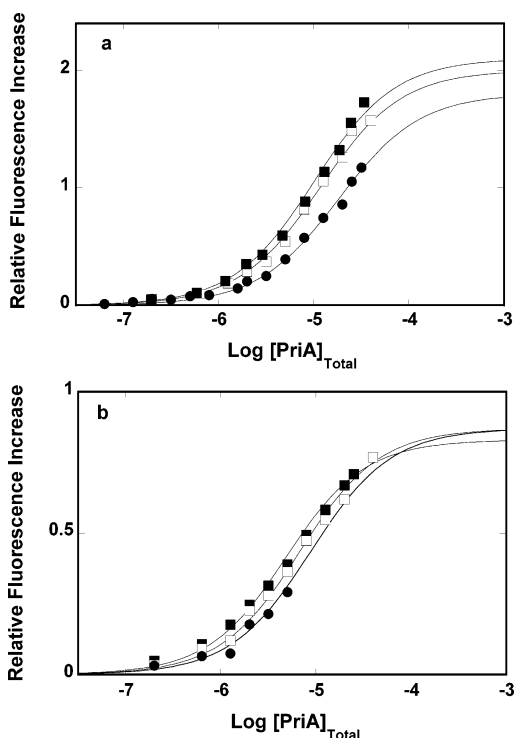 a
Relative Fluorescence Increase
2
1
0
-7 -6 -5 -4 -3
Log [PriA]Total
b
Relative Fluorescence Increase
1
0.5
0
-7 -6 -5 -4 -3
Log [PriA]Total